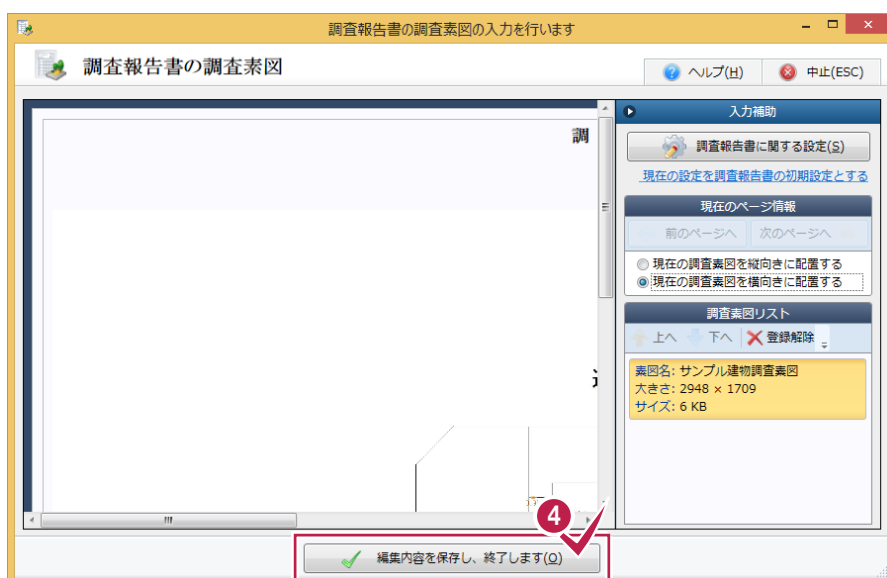 調査報告書の調査素図の入力を行います
調査報告書の調査素図
ヘルプ(H)
中止(ESC)
調
入力補助
調査報告書に関する設定(S)
現在の設定を調査報告書の初期設定とする
現在のページ情報
前のページへ
次のページへ
現在の調査素図を縦向きに配置する
現在の調査素図を横向きに配置する
調査素図リスト
上へ
下へ
登録解除
素図名: サンプル建物調査素図
大きさ: 2948 × 1709
サイズ: 6 KB
4
編集内容を保存し、終了します(O)